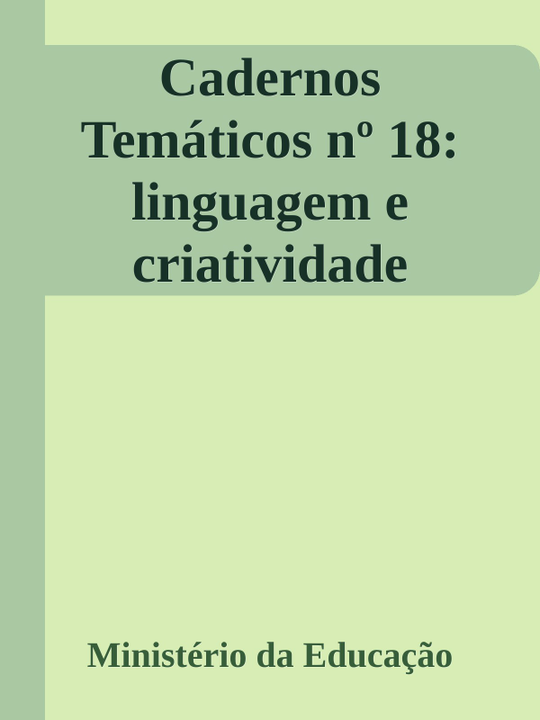 Cadernos
Temáticos nº 18:
linguagem e
criatividade
Ministério da Educação